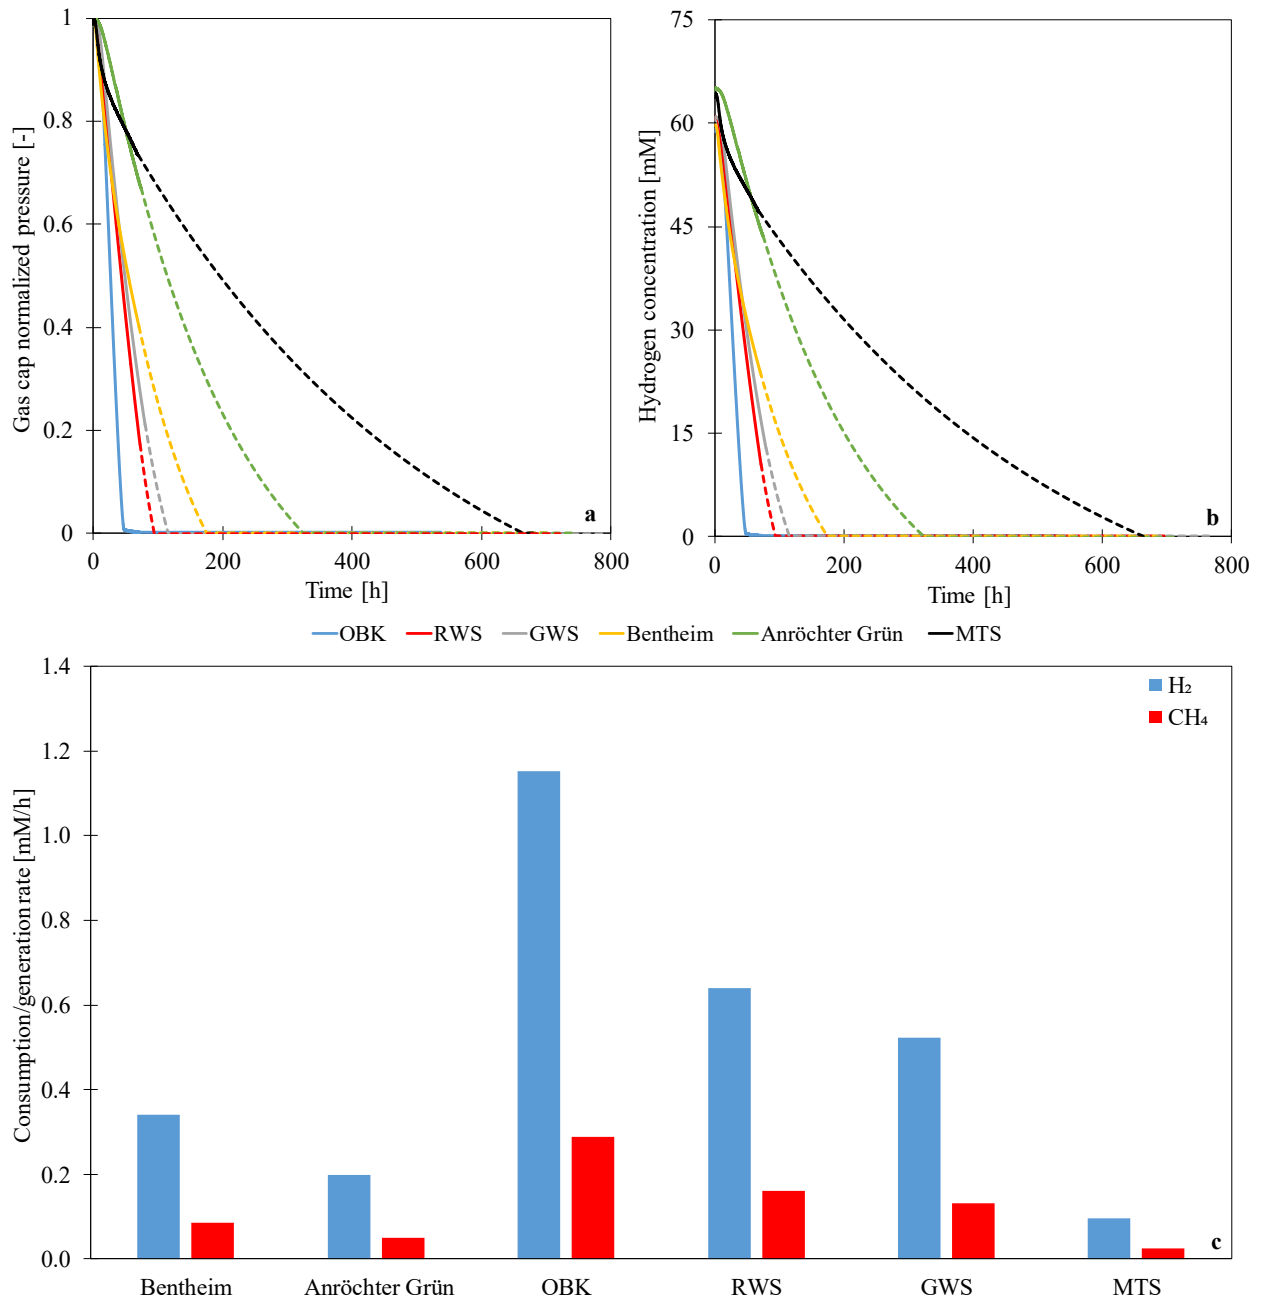 Gas cap normalized pressure [-]
1
0.8
0.6
0.4
0.2
0
0 200 400 600 800
Time [h]
a
Hydrogen concentration [mM]
75
60
45
30
15
0
0 200 400 600 800
Time [h]
b
OBK RWS GWS Bentheim Anröchter Grün MTS
Consumption/generation rate [mM/h]
1.4
1.2
1.0
0.8
0.6
0.4
0.2
0.0
H₂
CH₄
c
Bentheim Anröchter Grün OBK RWS GWS MTS